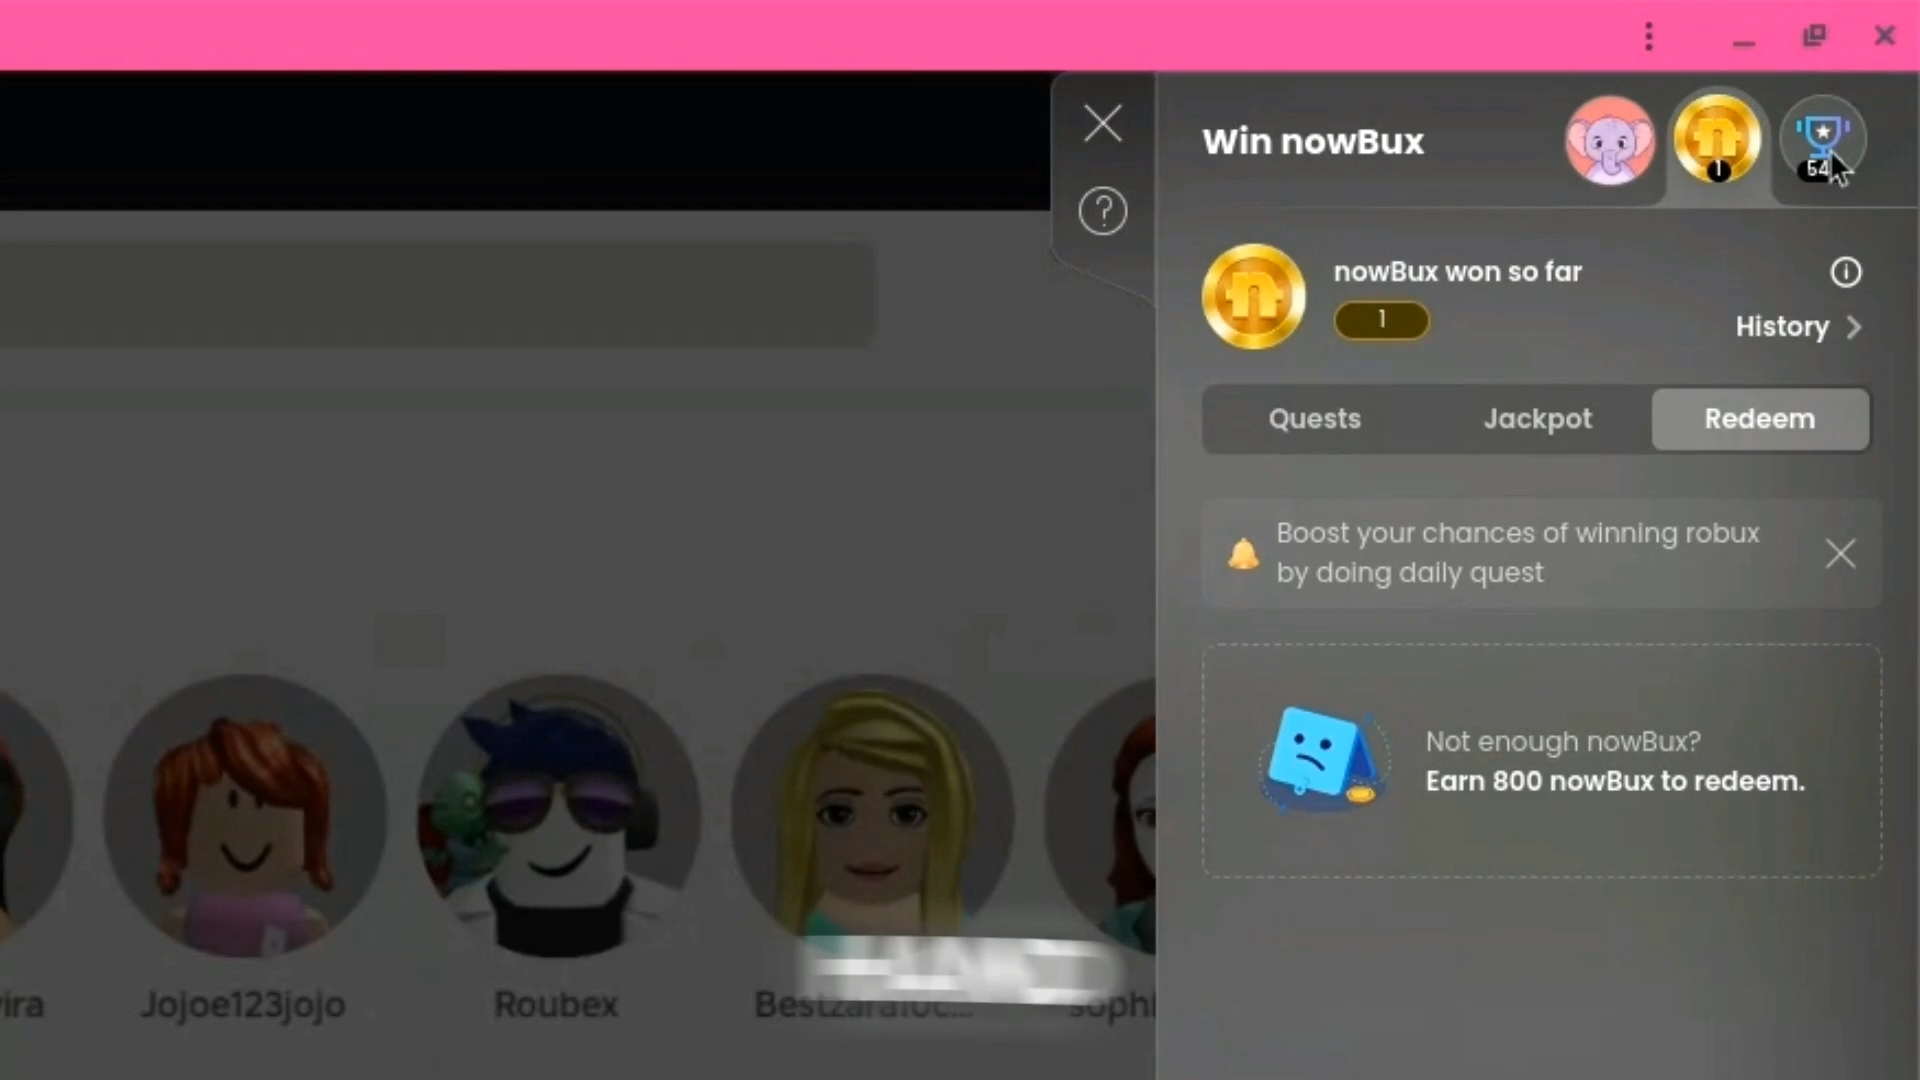 Win nowBux
1
54
nowBux won so far
1
History
Quests
Jackpot
Redeem
Boost your chances of winning robux
by doing daily quest
Not enough nowBux?
Earn 800 nowBux to redeem.
Jojoe123jojo
Roubex